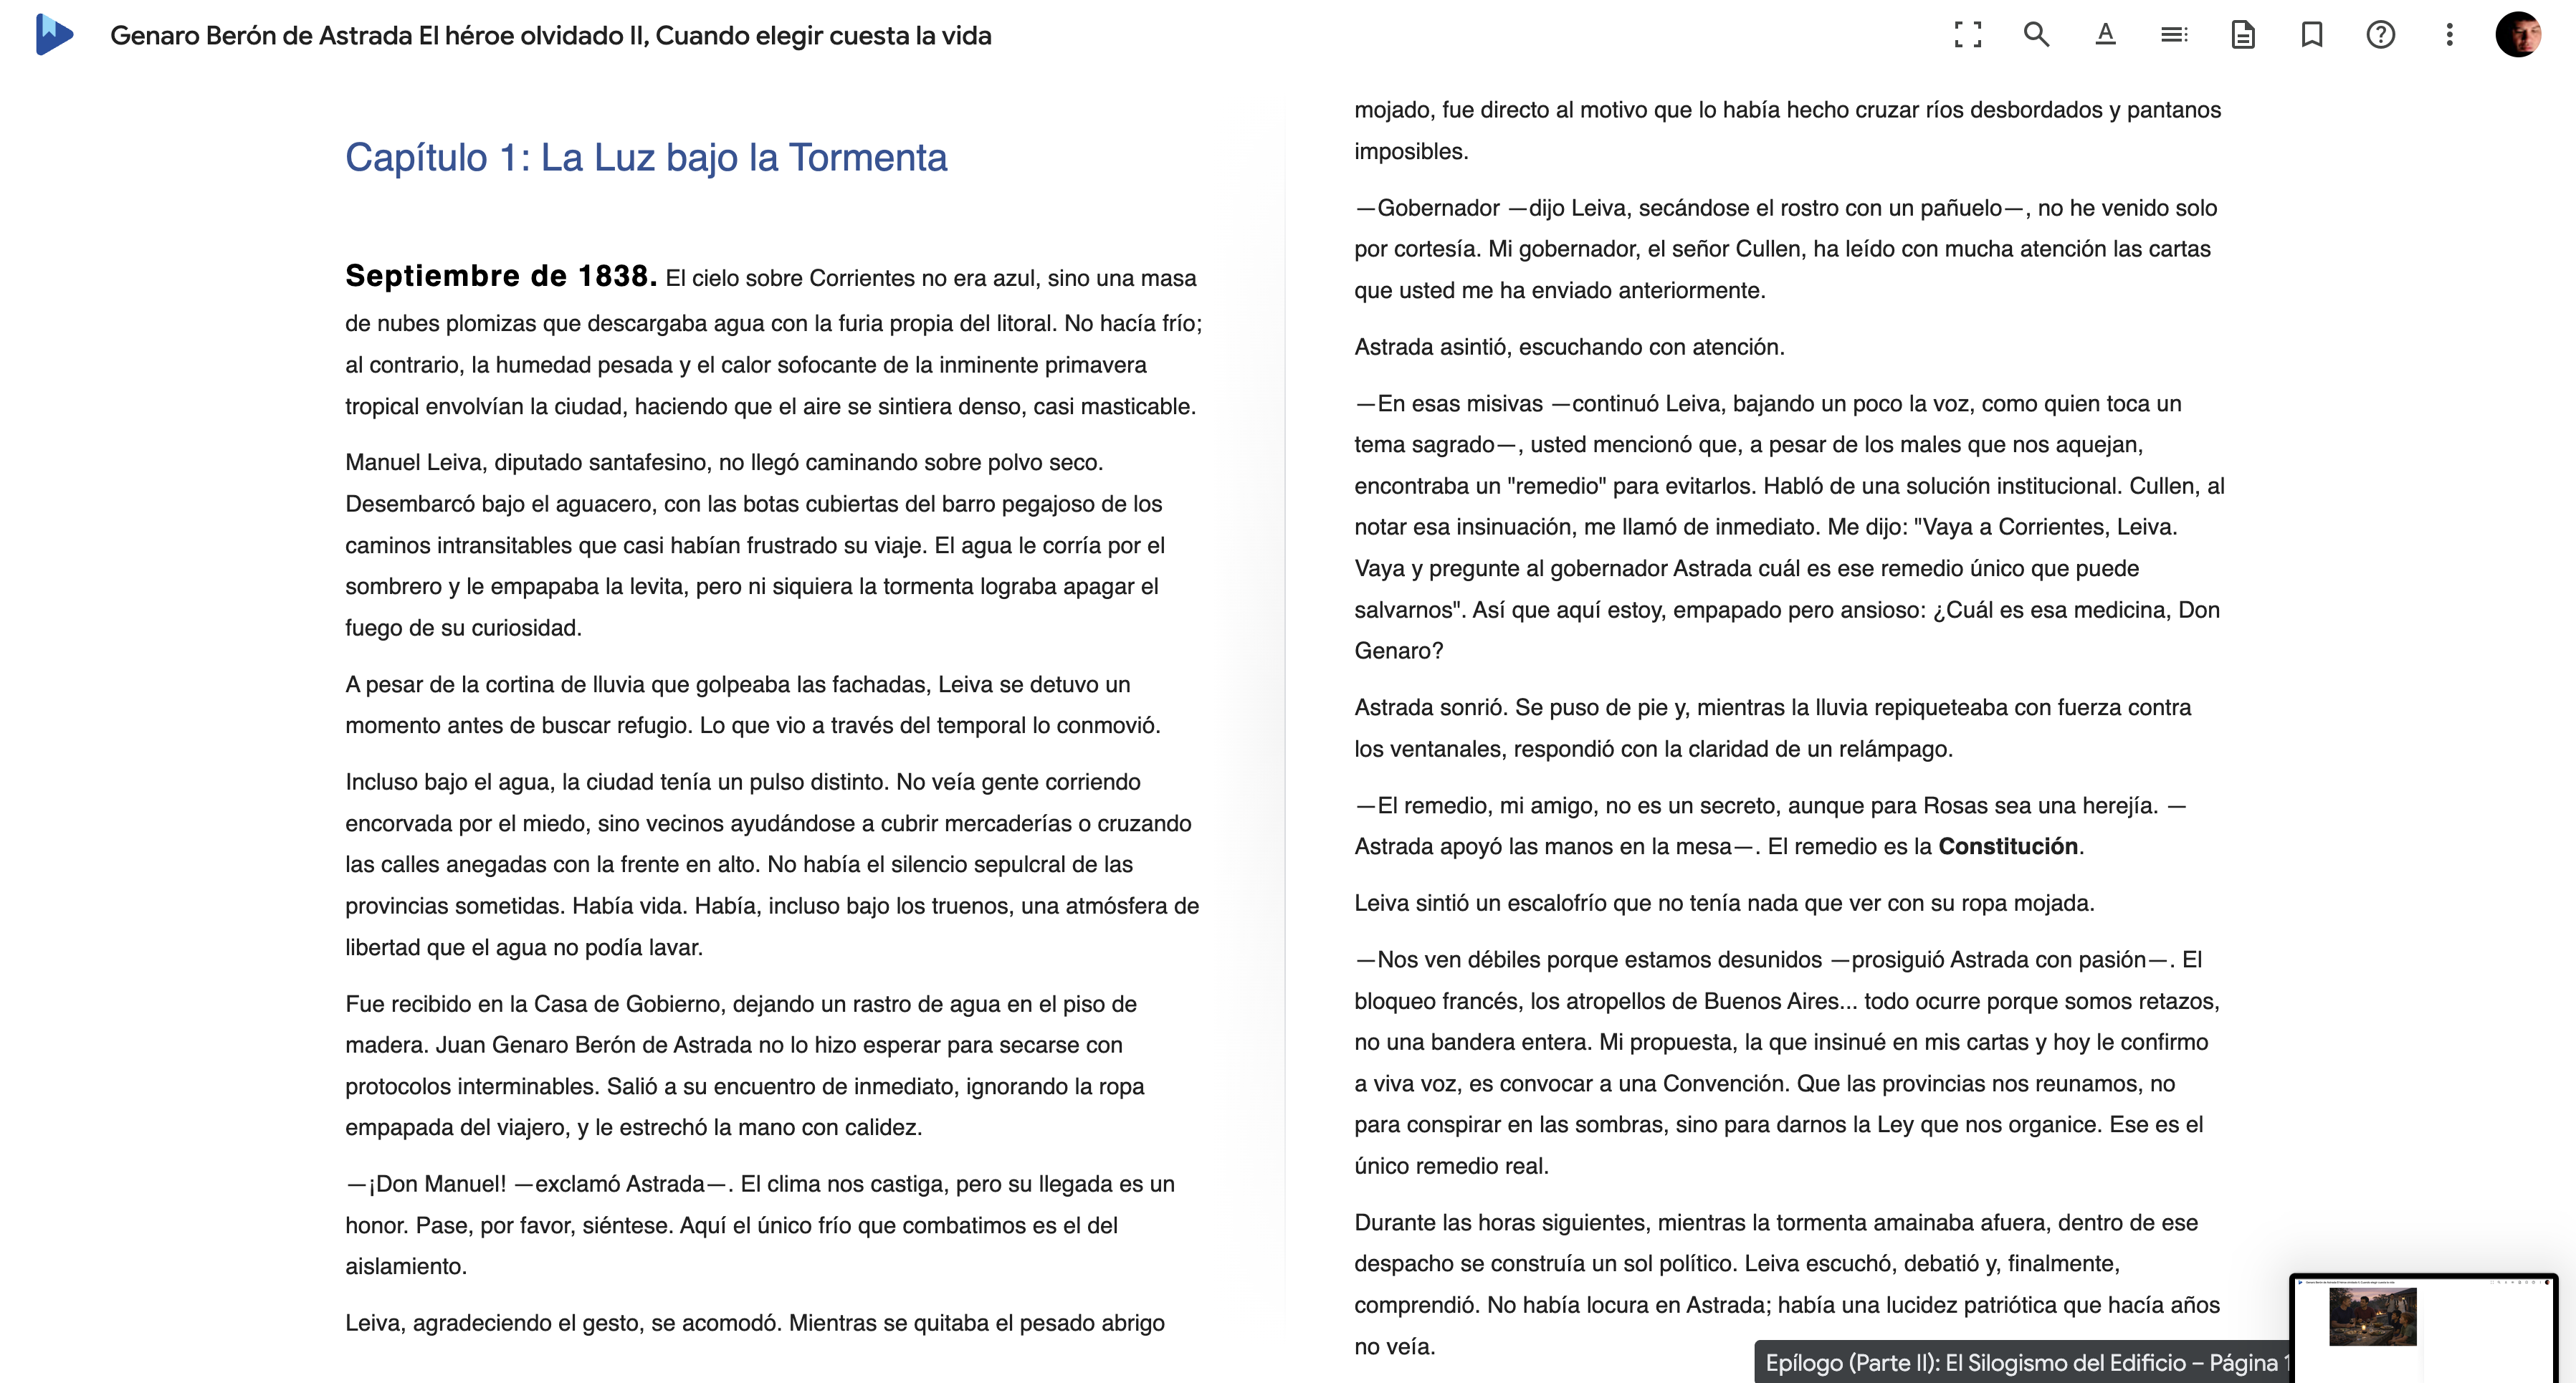 Genaro Berón de Astrada El héroe olvidado II, Cuando elegir cuesta la vida
Capítulo 1: La Luz bajo la Tormenta
Septiembre de 1838. El cielo sobre Corrientes no era azul, sino una masa
de nubes plomizas que descargaba agua con la furia propia del litoral. No hacía frío;
al contrario, la humedad pesada y el calor sofocante de la inminente primavera
tropical envolvían la ciudad, haciendo que el aire se sintiera denso, casi masticable.
Manuel Leiva, diputado santafesino, no llegó caminando sobre polvo seco.
Desembarcó bajo el aguacero, con las botas cubiertas del barro pegajoso de los
caminos intransitables que casi habían frustrado su viaje. El agua le corría por el
sombrero y le empapaba la levita, pero ni siquiera la tormenta lograba apagar el
fuego de su curiosidad.
A pesar de la cortina de lluvia que golpeaba las fachadas, Leiva se detuvo un
momento antes de buscar refugio. Lo que vio a través del temporal lo conmovió.
Incluso bajo el agua, la ciudad tenía un pulso distinto. No veía gente corriendo
encorvada por el miedo, sino vecinos ayudándose a cubrir mercaderías o cruzando
las calles anegadas con la frente en alto. No había el silencio sepulcral de las
provincias sometidas. Había vida. Había, incluso bajo los truenos, una atmósfera de
libertad que el agua no podía lavar.
Fue recibido en la Casa de Gobierno, dejando un rastro de agua en el piso de
madera. Juan Genaro Berón de Astrada no lo hizo esperar para secarse con
protocolos interminables. Salió a su encuentro de inmediato, ignorando la ropa
empapada del viajero, y le estrechó la mano con calidez.
—¡Don Manuel! —exclamó Astrada—. El clima nos castiga, pero su llegada es un
honor. Pase, por favor, siéntese. Aquí el único frío que combatimos es el del
aislamiento.
Leiva, agradeciendo el gesto, se acomodó. Mientras se quitaba el pesado abrigo
mojado, fue directo al motivo que lo había hecho cruzar ríos desbordados y pantanos
imposibles.
—Gobernador —dijo Leiva, secándose el rostro con un pañuelo—, no he venido solo
por cortesía. Mi gobernador, el señor Cullen, ha leído con mucha atención las cartas
que usted me ha enviado anteriormente.
Astrada asintió, escuchando con atención.
—En esas misivas —continuó Leiva, bajando un poco la voz, como quien toca un
tema sagrado—, usted mencionó que, a pesar de los males que nos aquejan,
encontraba un "remedio" para evitarlos. Habló de una solución institucional. Cullen, al
notar esa insinuación, me llamó de inmediato. Me dijo: "Vaya a Corrientes, Leiva.
Vaya y pregunte al gobernador Astrada cuál es ese remedio único que puede
salvarnos". Así que aquí estoy, empapado pero ansioso: ¿Cuál es esa medicina, Don
Genaro?
Astrada sonrió. Se puso de pie y, mientras la lluvia repiqueteaba con fuerza contra
los ventanales, respondió con la claridad de un relámpago.
—El remedio, mi amigo, no es un secreto, aunque para Rosas sea una herejía. —
Astrada apoyó las manos en la mesa—. El remedio es la Constitución.
Leiva sintió un escalofrío que no tenía nada que ver con su ropa mojada.
—Nos ven débiles porque estamos desunidos —prosiguió Astrada con pasión—. El
bloqueo francés, los atropellos de Buenos Aires... todo ocurre porque somos retazos,
no una bandera entera. Mi propuesta, la que insinué en mis cartas y hoy le confirmo
a viva voz, es convocar a una Convención. Que las provincias nos reunamos, no
para conspirar en las sombras, sino para darnos la Ley que nos organice. Ese es el
único remedio real.
Durante las horas siguientes, mientras la tormenta amainaba afuera, dentro de ese
despacho se construía un sol político. Leiva escuchó, debatió y, finalmente,
comprendió. No había locura en Astrada; había una lucidez patriótica que hacía años
no veía.
Epílogo (Parte II): El Silogismo del Edificio – Página 1